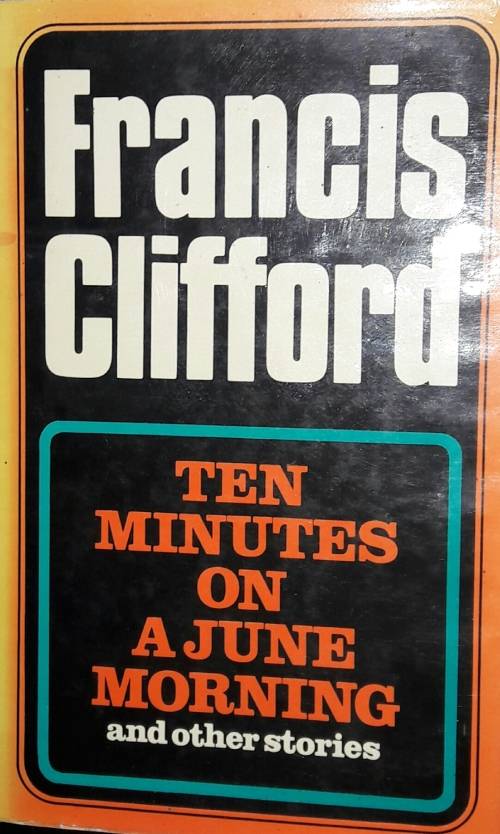 Francis
Clifford
TEN
MINUTES
ON
A JUNE
MORNING
and other stories